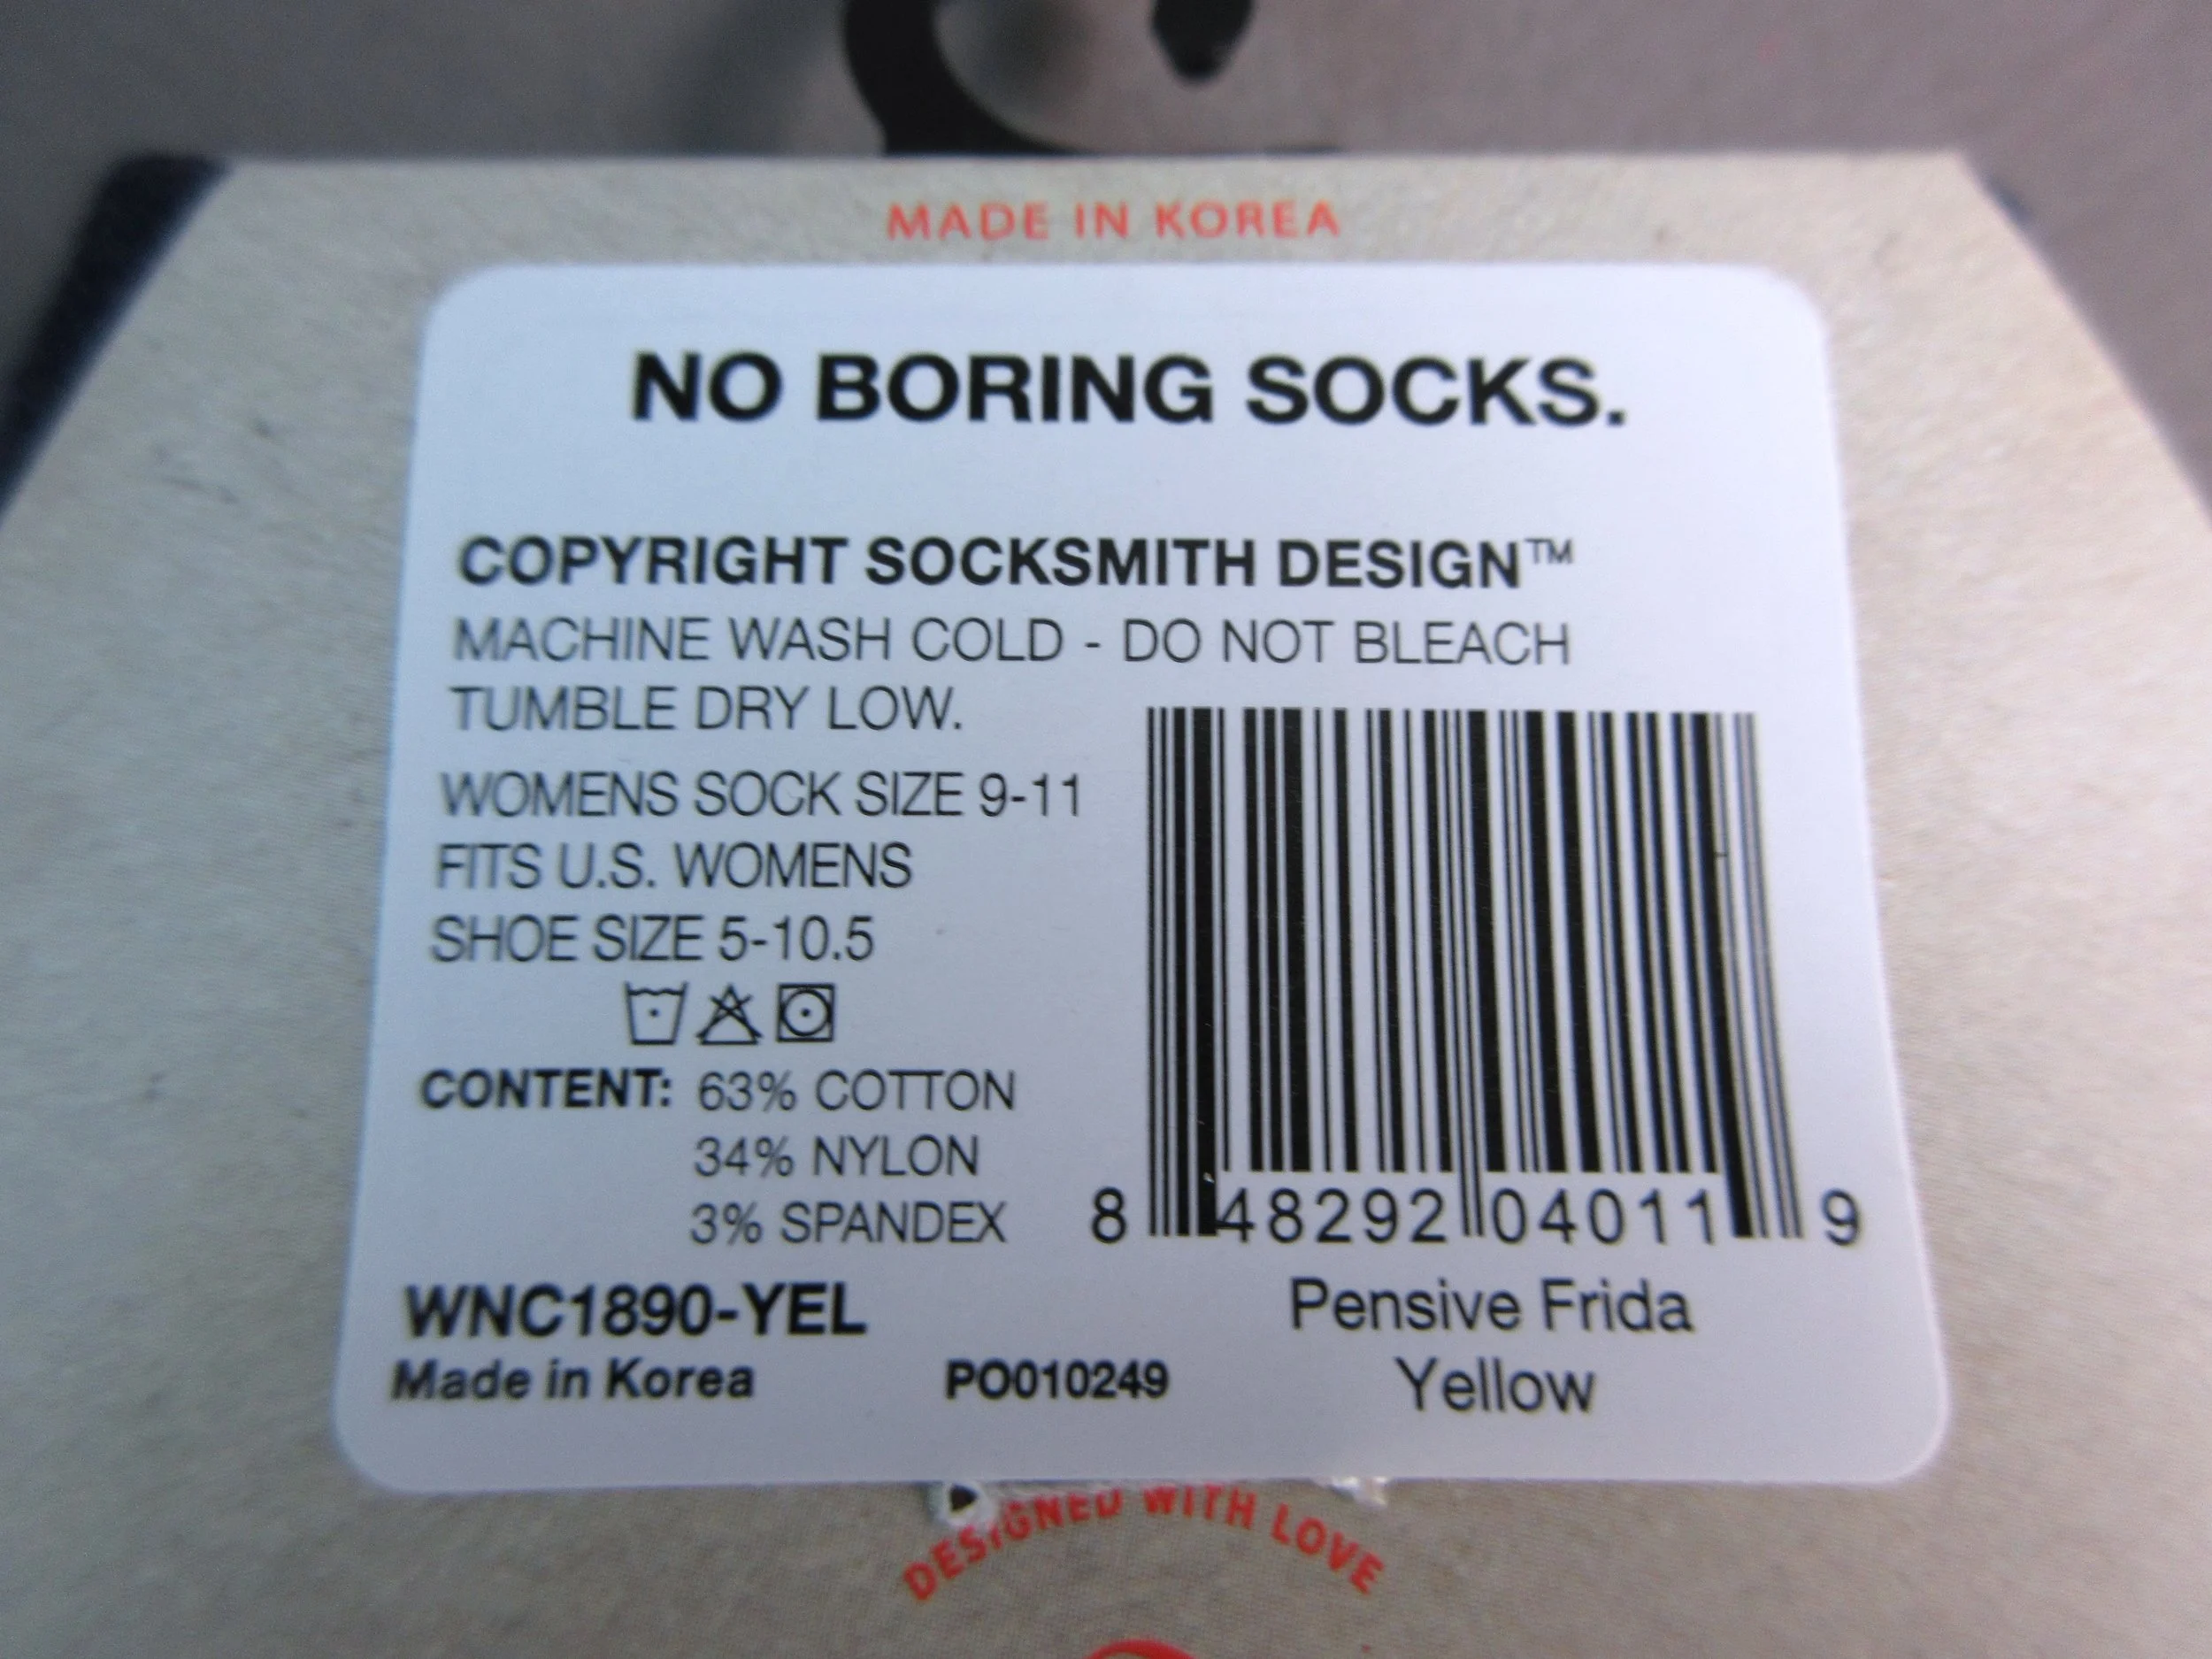 MADE IN KOREA
NO BORING SOCKS.
COPYRIGHT SOCKSMITH DESIGN™
MACHINE WASH COLD - DO NOT BLEACH
TUMBLE DRY LOW.
WOMENS SOCK SIZE 9-11
FITS U.S. WOMENS
SHOE SIZE 5-10.5
CONTENT: 63% COTTON
34% NYLON
3% SPANDEX
8 48292 04011 9
WNC1890-YEL
Pensive Frida
Made in Korea
PO010249
Yellow
DESIGNED WITH LOVE